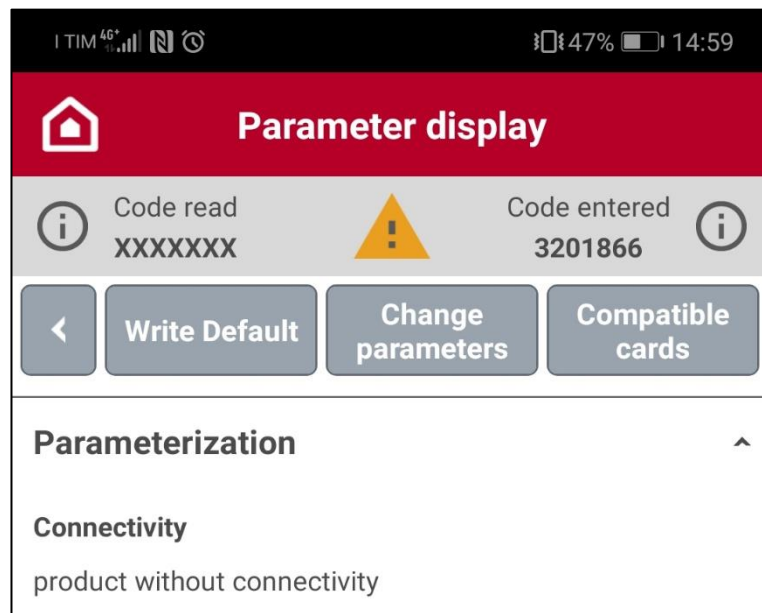 I TIM 4G+ 47% 14:59
Parameter display
Code read
XXXXXXX
Code entered
3201866
Write Default
Change
parameters
Compatible
cards
Parameterization
Connectivity
product without connectivity